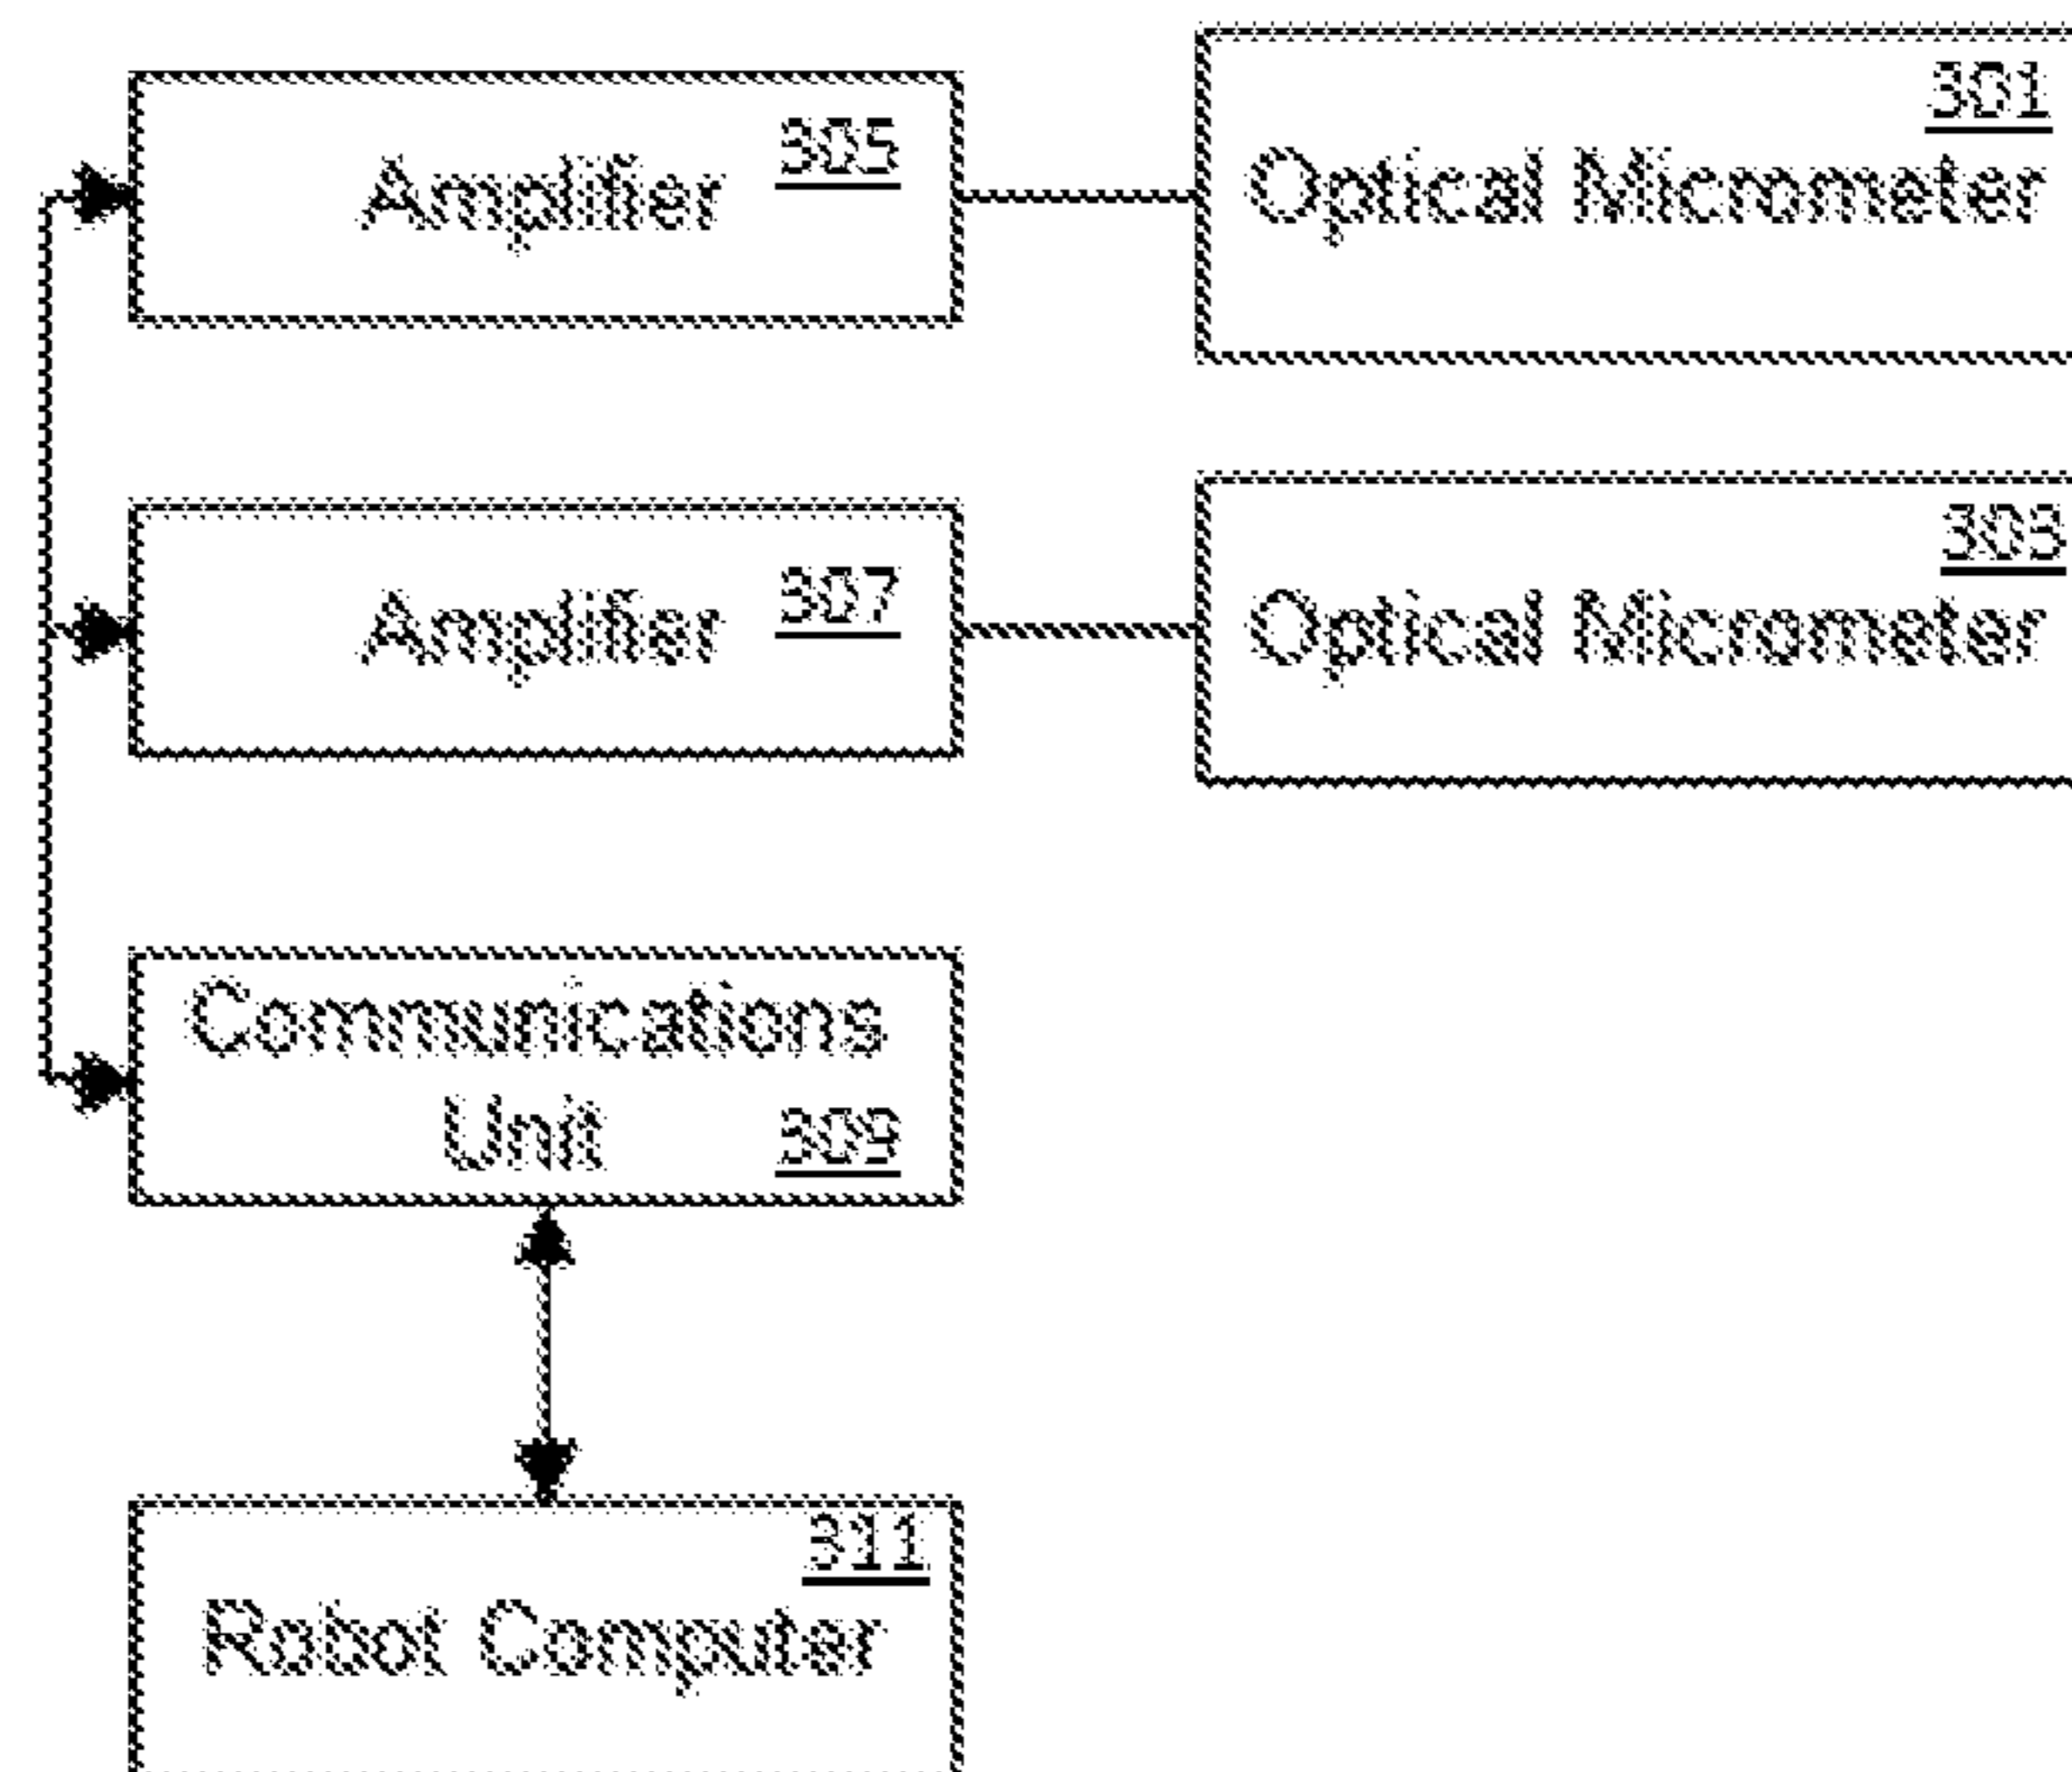 305
Amplifier
301
Optical Micrometer
307
Amplifier
303
Optical Micrometer
Communications
Unit 309
311
Robot Computer